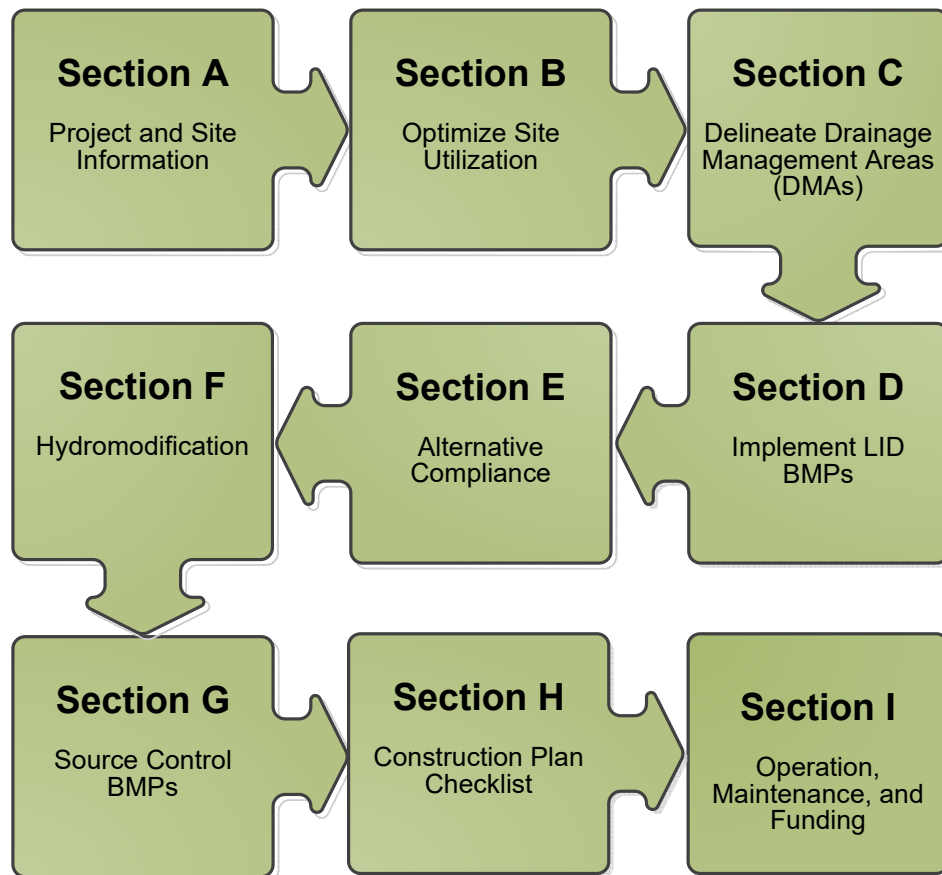 Section A
Project and Site
Information
Section B
Optimize Site
Utilization
Section C
Delineate Drainage
Management Areas
(DMAs)
Section D
Implement LID
BMPs
Section E
Alternative
Compliance
Section F
Hydromodification
Section G
Source Control
BMPs
Section H
Construction Plan
Checklist
Section I
Operation,
Maintenance, and
Funding